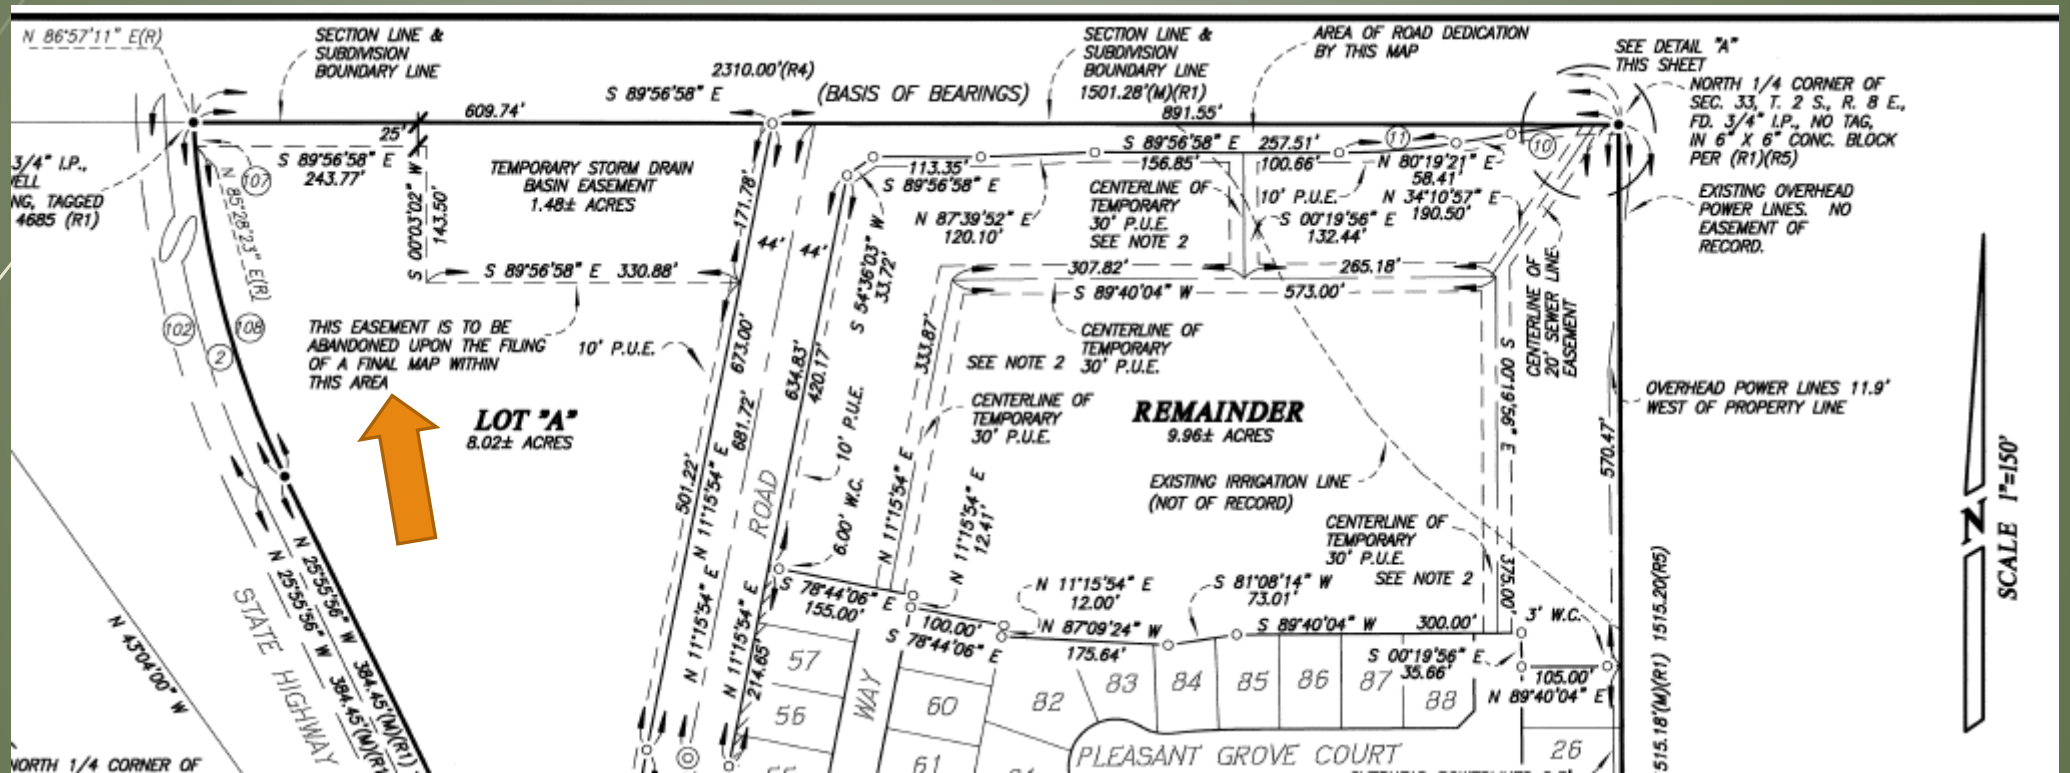 N 86°57'11" E(R)
SECTION LINE &
SUBDIVISION
BOUNDARY LINE
2310.00'(R4)
S 89°56'58" E
(BASIS OF BEARINGS)
609.74'
SECTION LINE &
SUBDIVISION
BOUNDARY LINE
1501.28'(M)(R1)
891.55'
AREA OF ROAD DEDICATION
BY THIS MAP
SEE DETAIL "A"
THIS SHEET
NORTH 1/4 CORNER OF
SEC. 33, T. 2 S., R. 8 E.,
FD. 3/4" I.P., NO TAG,
IN 6" X 6" CONC. BLOCK
PER (R1)(R5)
3/4" I.P.,
NG, TAGGED
4685 (R1)
25'
S 89°56'58" E
243.77'
107
N 85°28'23" E(R)
S 00°03'02" W
143.50'
TEMPORARY STORM DRAIN
BASIN EASEMENT
1.48± ACRES
171.78'
44'
44'
S 89°56'58" E 330.88'
S 89°56'58" E 257.51'
113.35'
156.85'
100.66'
11
10
N 80°19'21" E
58.41'
S 89°56'58" E
N 87°39'52" E
120.10'
CENTERLINE OF
TEMPORARY
30' P.U.E.
SEE NOTE 2
10' P.U.E.
N 34°10'57" E
190.50'
S 00°19'56" E
132.44'
EXISTING OVERHEAD
POWER LINES. NO
EASEMENT OF
RECORD.
S 54°36'03" W
33.72'
307.82'
265.18'
S 89°40'04" W
573.00'
CENTERLINE OF
20' SEWER LINE
EASEMENT
102
108
2
THIS EASEMENT IS TO BE
ABANDONED UPON THE FILING
OF A FINAL MAP WITHIN
THIS AREA
10' P.U.E.
673.00'
634.83'
420.17'
333.87'
SEE NOTE 2
CENTERLINE OF
TEMPORARY
30' P.U.E.
S 00°19'56" E
375.00'
OVERHEAD POWER LINES 11.9'
WEST OF PROPERTY LINE
570.47'
LOT "A"
8.02± ACRES
CENTERLINE OF
TEMPORARY
30' P.U.E.
REMAINDER
9.96± ACRES
EXISTING IRRIGATION LINE
(NOT OF RECORD)
501.22'
N 11°15'54" E
681.72'
ROAD
10' P.U.E.
6.00' W.C.
N 11°15'54" E
N 11°15'54" E
12.41'
CENTERLINE OF
TEMPORARY
30' P.U.E.
SEE NOTE 2
SCALE 1"=150'
N
STATE HIGHWAY
N 25°55'56" W 384.45'(M)(R1)
N 25°55'56" W 384.45'(M)(R1)
N 43°04'00" W
N 11°15'54" E
N 11°15'54" E
214.65'
S 78°44'06" E
155.00'
100.00'
S 78°44'06" E
N 11°15'54" E
12.00'
N 87°09'24" W
175.64'
S 81°08'14" W
73.01'
S 89°40'04" W 300.00'
3' W.C.
S 00°19'56" E
35.66'
105.00'
N 89°40'04" E
515.18'(M)(R1) 1515.20(R5)
57
56
WAY
60
61
82
83
84
85
86
87
88
26
PLEASANT GROVE COURT
NORTH 1/4 CORNER OF